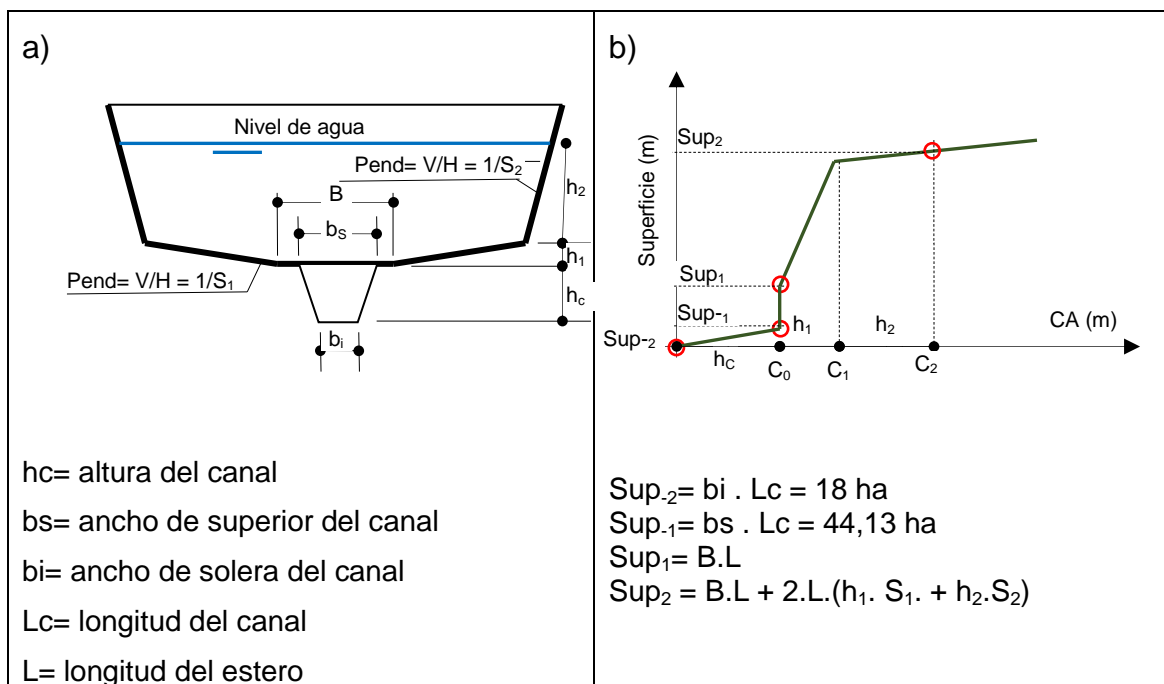 a)
Nivel de agua
Pend= V/H = 1/S₂
B
h₂
bₛ
h₁
Pend= V/H = 1/S₁
h꜀
bᵢ
hc= altura del canal
bs= ancho de superior del canal
bi= ancho de solera del canal
Lc= longitud del canal
L= longitud del estero
b)
Superficie (m)
Sup₂
Sup₁
Sup-₁
Sup-₂
h₁
h₂
CA (m)
h_C
C₀
C₁
C₂
Sup₋₂= bi . Lc = 18 ha
Sup₋₁= bs . Lc = 44,13 ha
Sup₁= B.L
Sup₂ = B.L + 2.L.(h₁. S₁. + h₂.S₂)